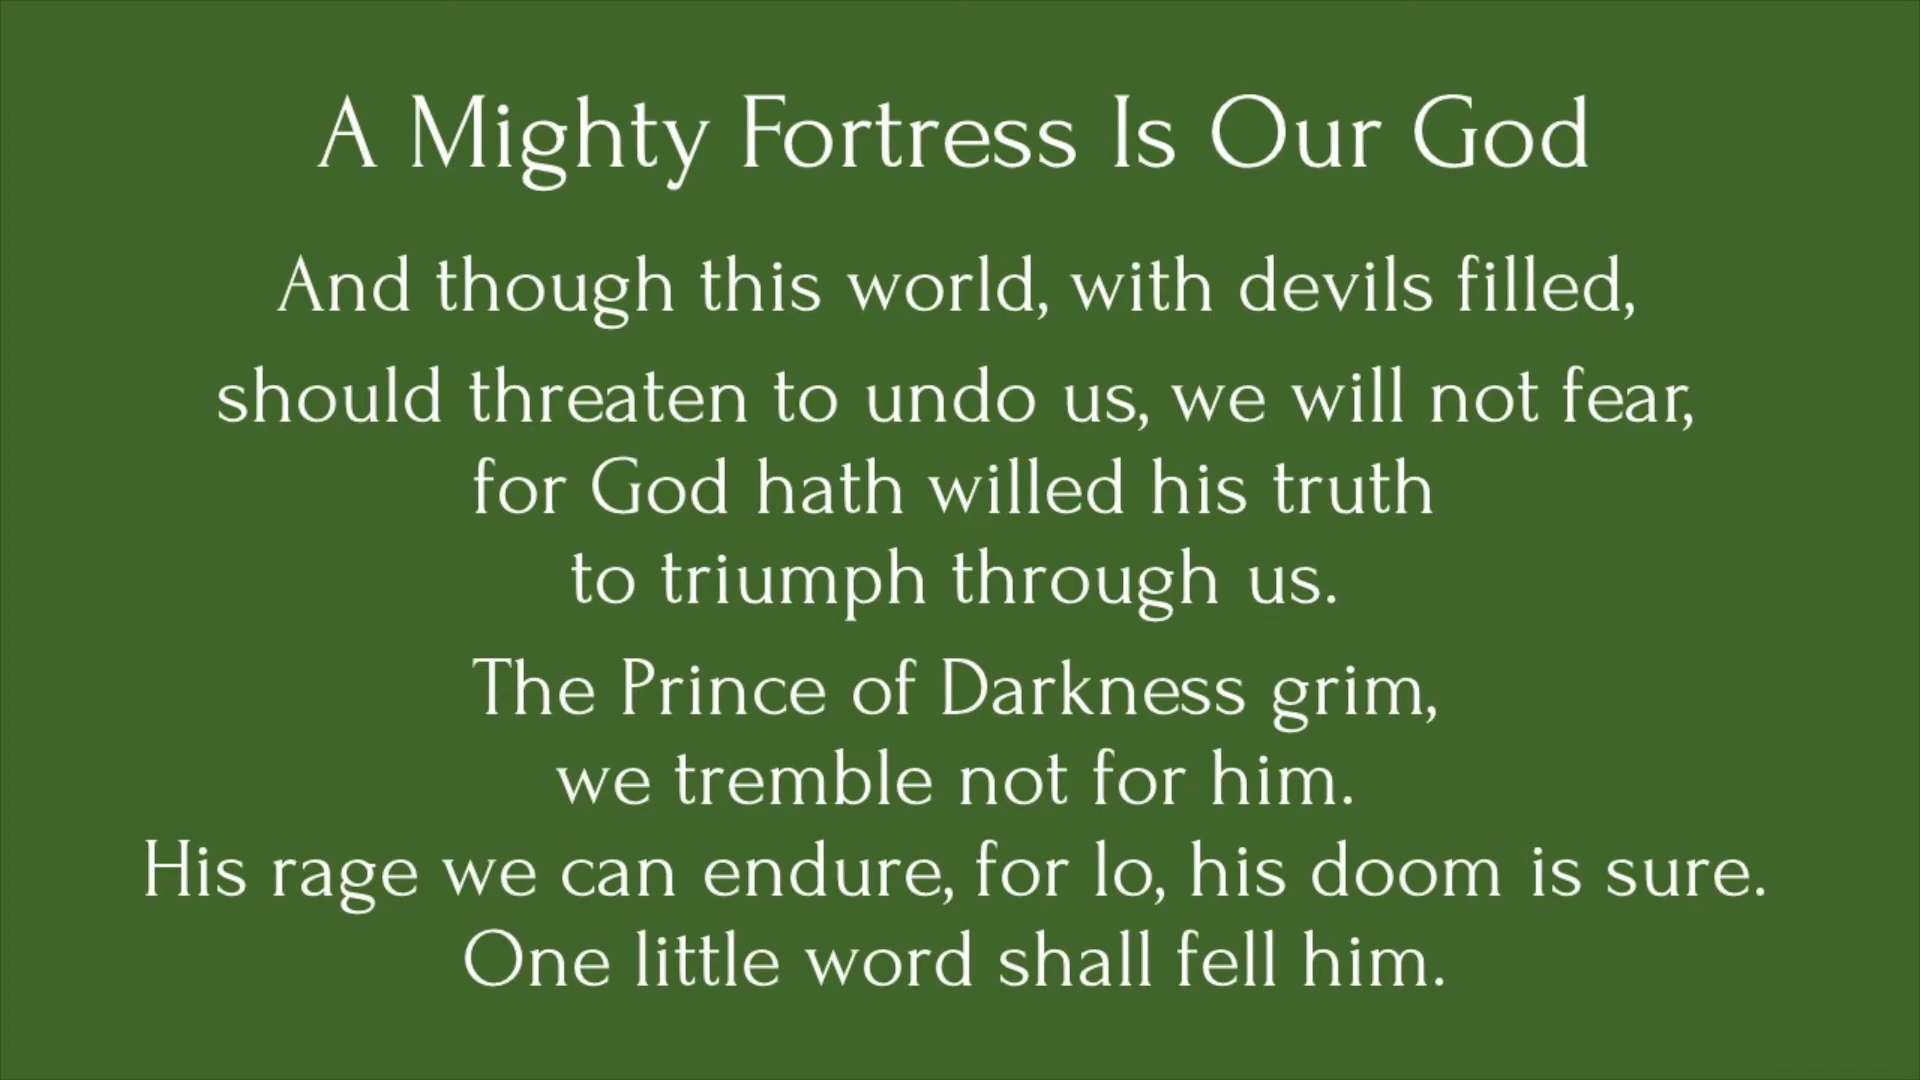 A Mighty Fortress Is Our God
And though this world, with devils filled,
should threaten to undo us, we will not fear,
for God hath willed his truth
to triumph through us.
The Prince of Darkness grim,
we tremble not for him.
His rage we can endure, for lo, his doom is sure.
One little word shall fell him.